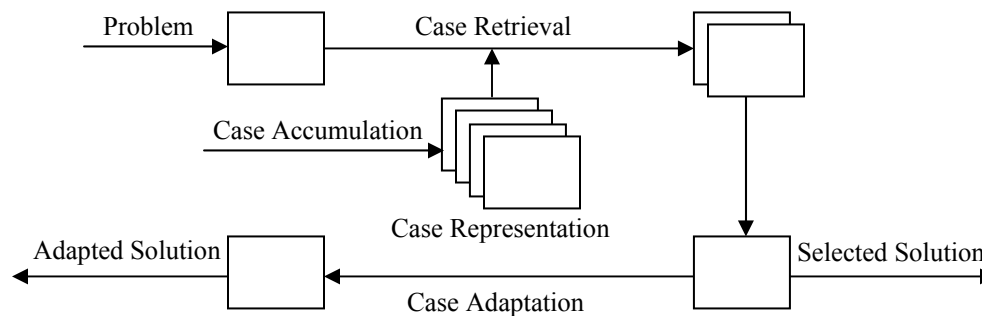 Problem
Case Retrieval
Case Accumulation
Case Representation
Adapted Solution
Selected Solution
Case Adaptation